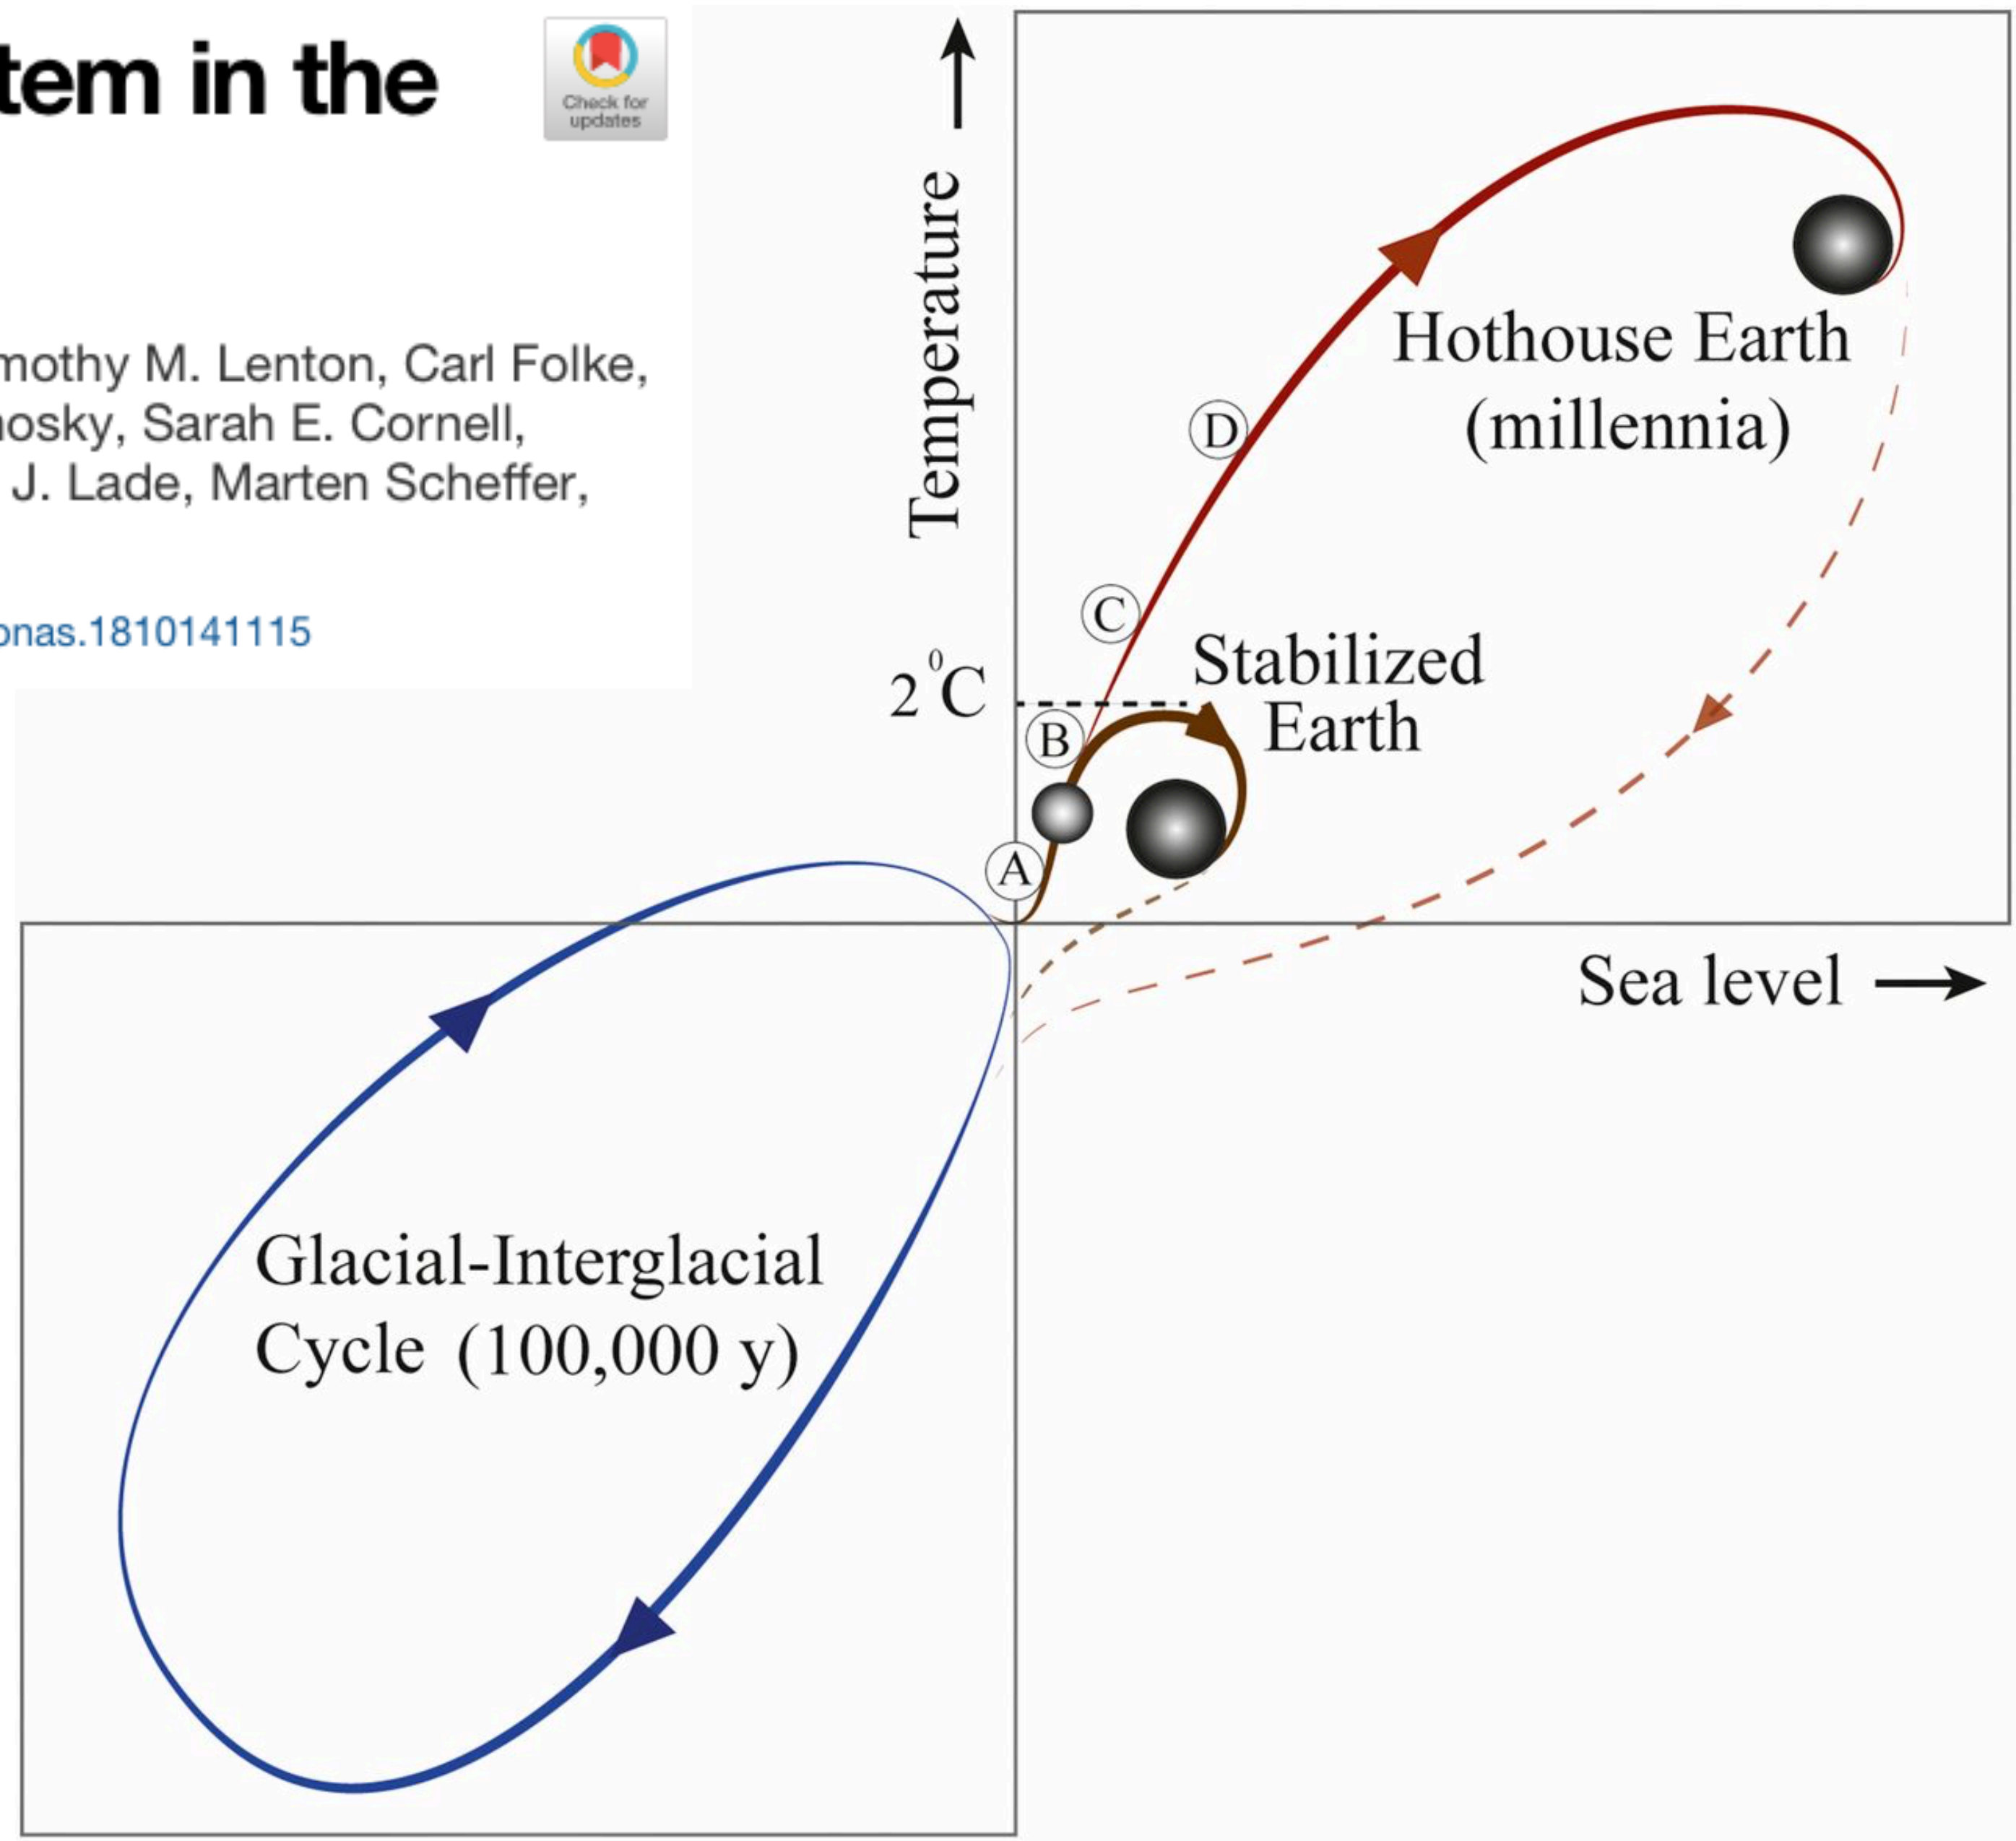 tem in the
Check for
updates
mothy M. Lenton, Carl Folke,
nosky, Sarah E. Cornell,
J. Lade, Marten Scheffer,
onas.1810141115
Temperature
Hothouse Earth
(millennia)
D
C
Stabilized
Earth
2 °C
B
A
Sea level
Glacial-Interglacial
Cycle (100,000 y)